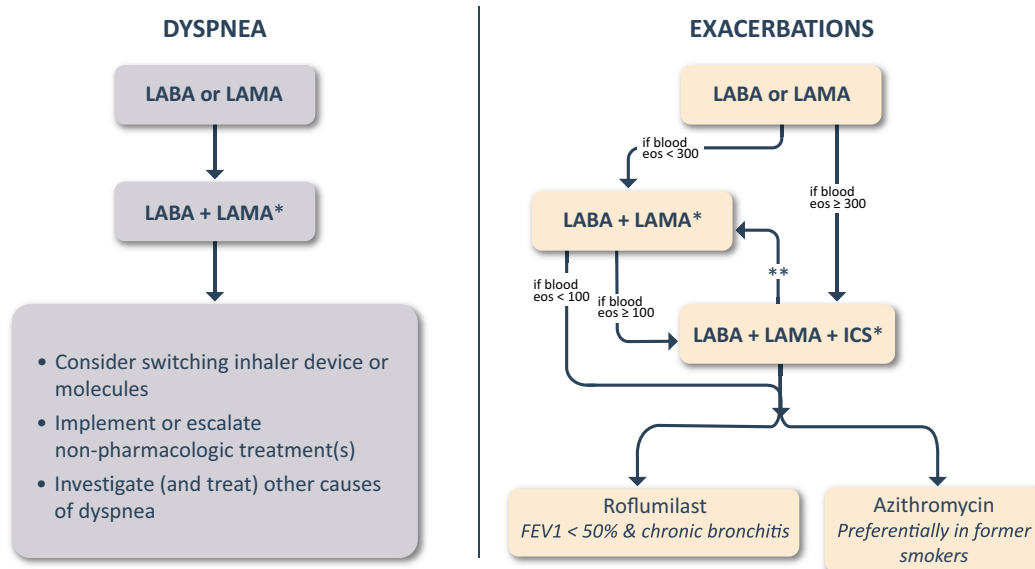 DYSPNEA
LABA or LAMA
LABA + LAMA*
• Consider switching inhaler device or
molecules
• Implement or escalate
non-pharmacologic treatment(s)
• Investigate (and treat) other causes
of dyspnea
EXACERBATIONS
LABA or LAMA
if blood
eos < 300
if blood
eos ≥ 300
LABA + LAMA*
**
if blood
eos < 100
if blood
eos ≥ 100
LABA + LAMA + ICS*
Roflumilast
FEV1 < 50% & chronic bronchitis
Azithromycin
Preferentially in former
smokers